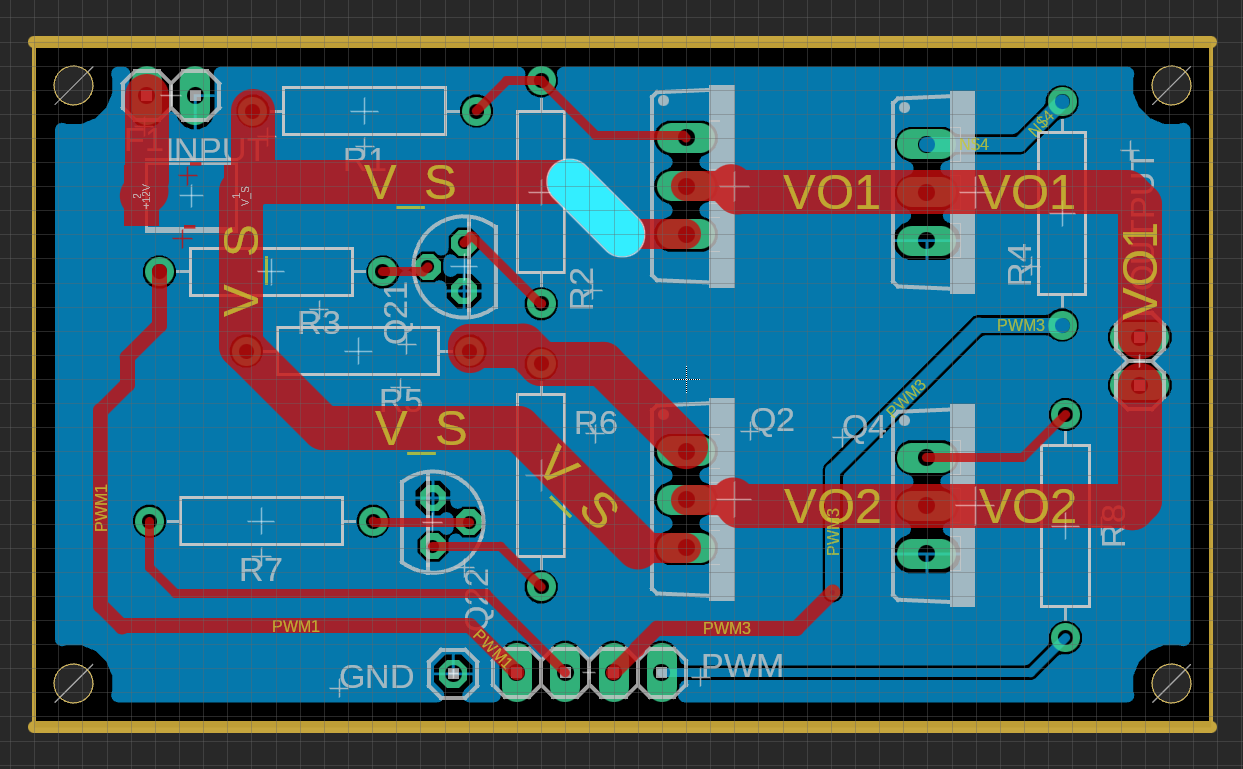 F1
INPUT
R1
2
+12V
1
V_S
V_S
V_S
VO1
VO1
N$4
N$4
OUTPUT
VO1
R2
R3
Q21
R4
PWM3
PWM3
R5
V_S
R6
V_S
Q2
Q4
PWM1
VO2
VO2
PWM3
R8
R7
Q22
PWM1
PWM1
PWM3
GND
PWM